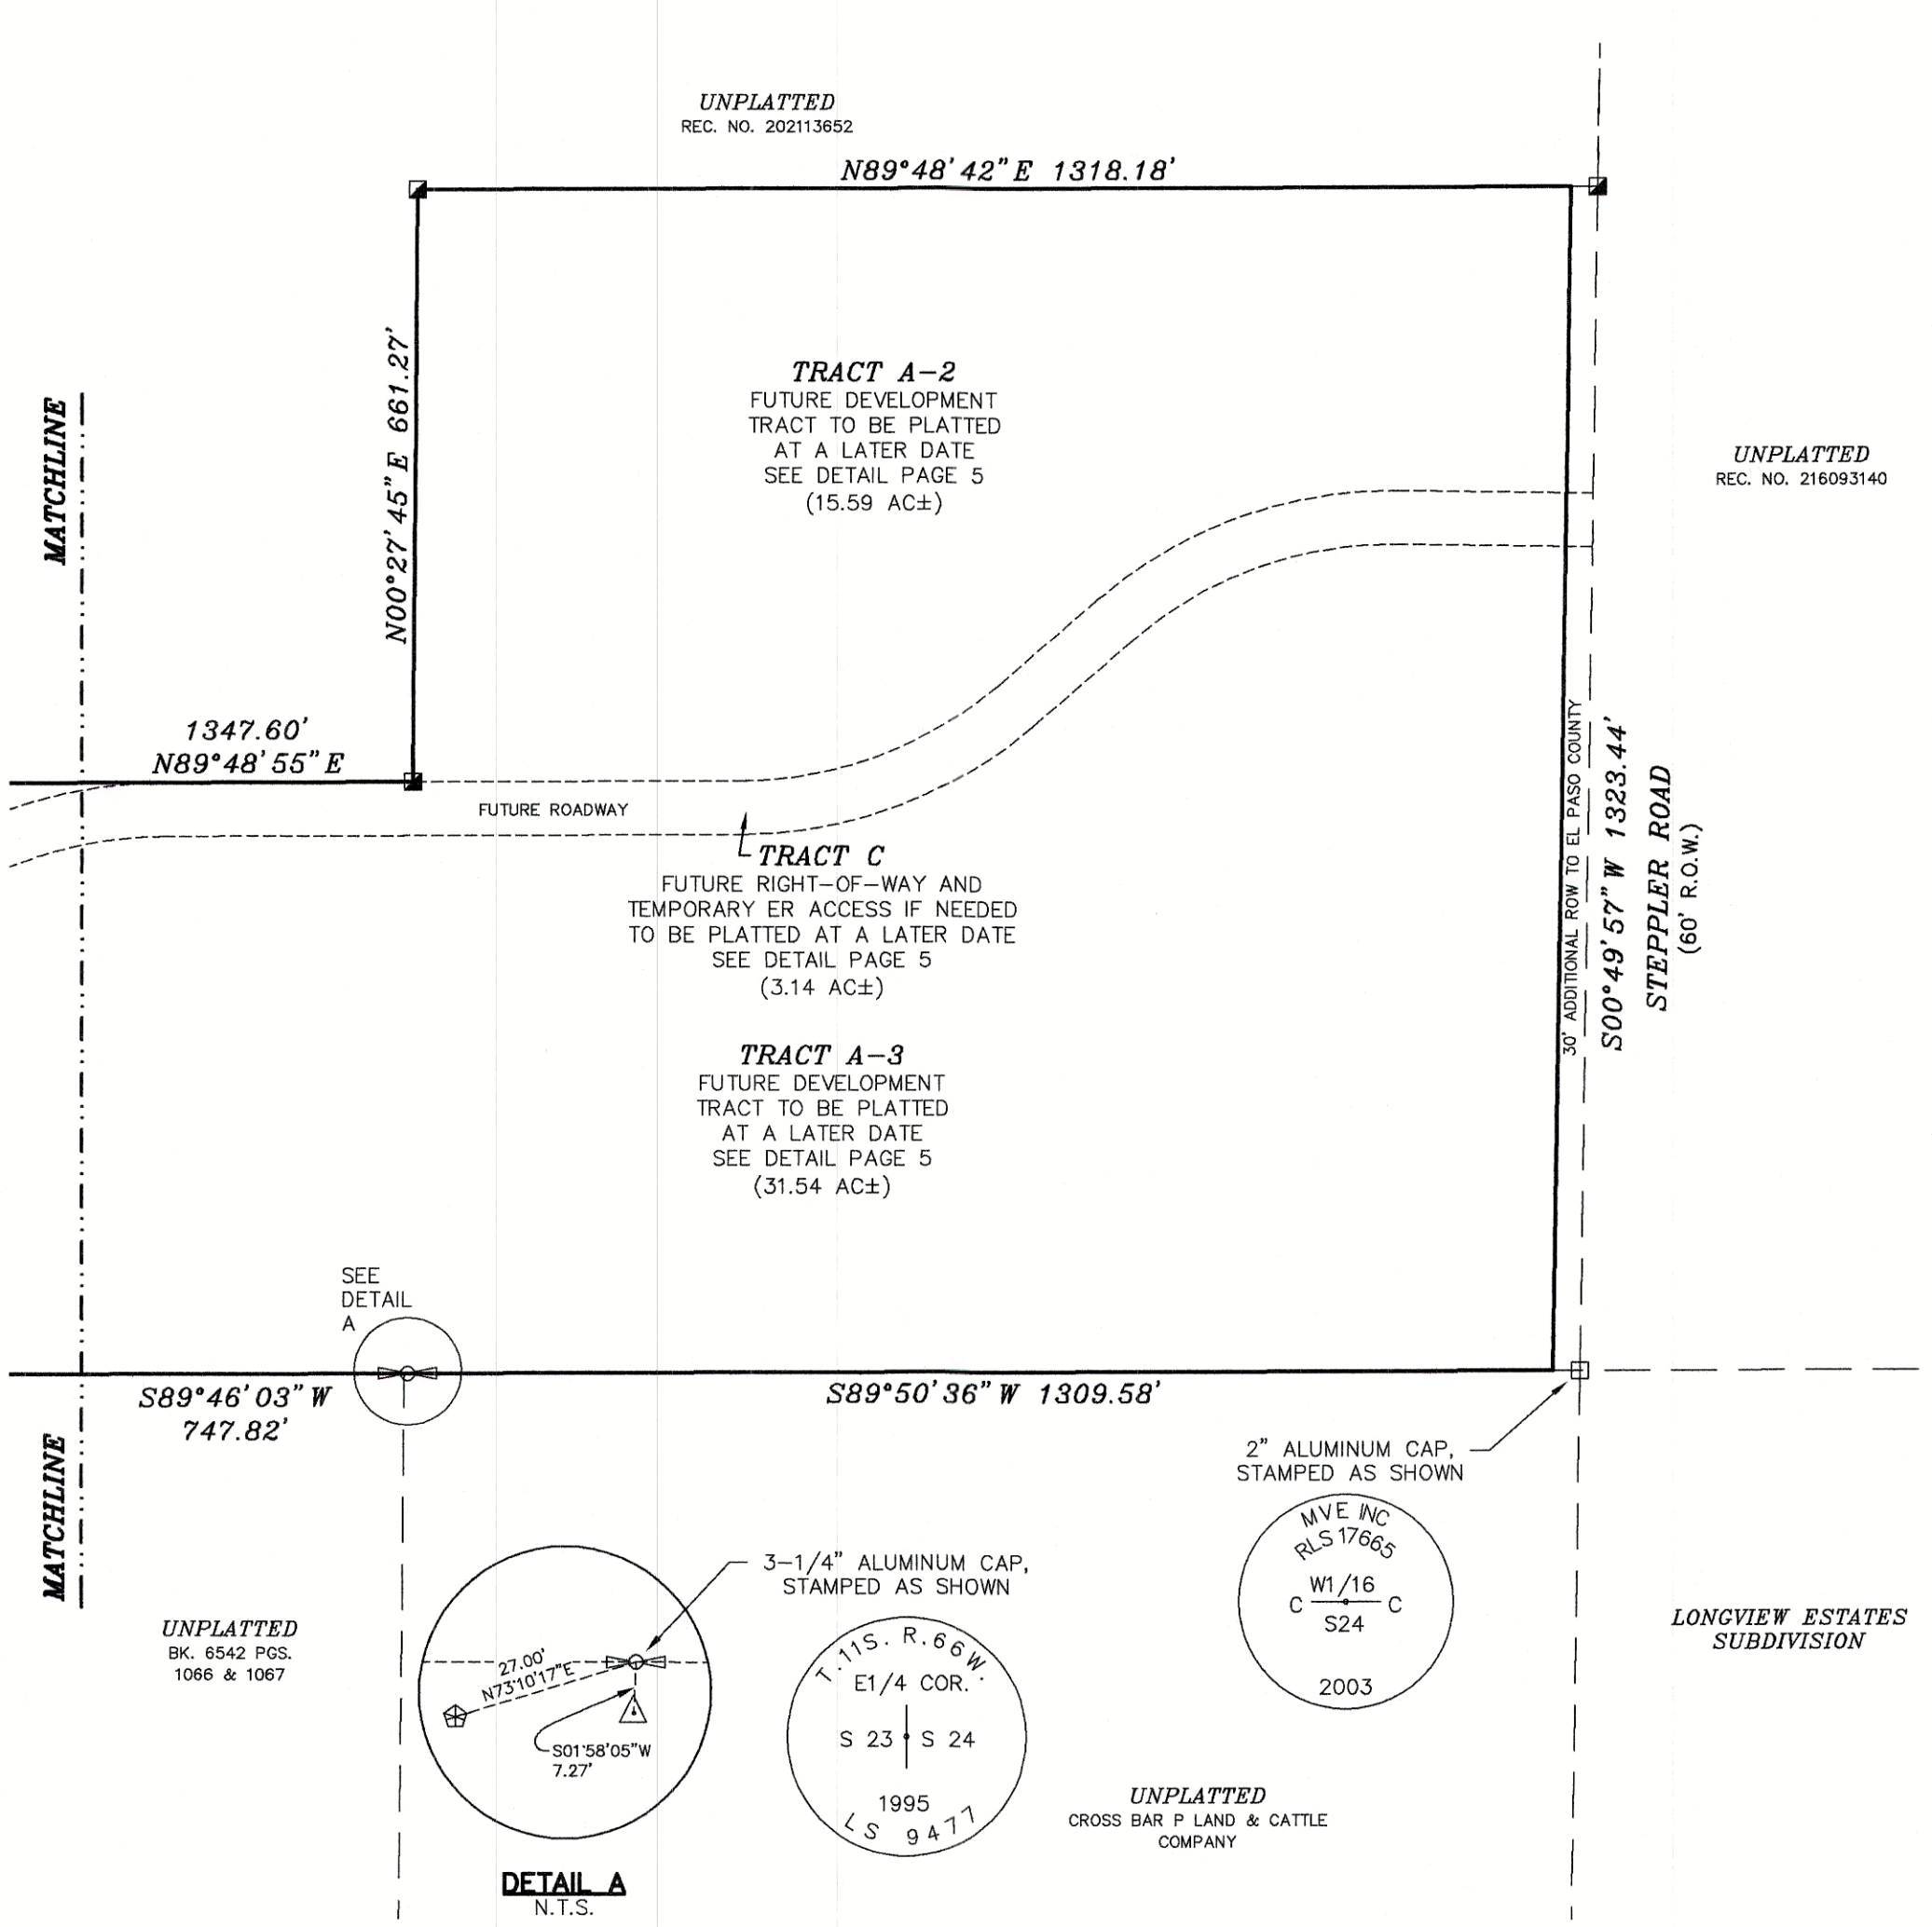 UNPLATTED
REC. NO. 202113652
N89°48'42"E 1318.18'
N00°27'45"E 661.27'
MATCHLINE
TRACT A-2
FUTURE DEVELOPMENT
TRACT TO BE PLATTED
AT A LATER DATE
SEE DETAIL PAGE 5
(15.59 AC±)
UNPLATTED
REC. NO. 216093140
1347.60'
N89°48'55"E
FUTURE ROADWAY
TRACT C
FUTURE RIGHT-OF-WAY AND
TEMPORARY ER ACCESS IF NEEDED
TO BE PLATTED AT A LATER DATE
SEE DETAIL PAGE 5
(3.14 AC±)
30' ADDITIONAL ROW TO EL PASO COUNTY
S00°49'57"W 1323.44'
STEPPLER ROAD
(60' R.O.W.)
TRACT A-3
FUTURE DEVELOPMENT
TRACT TO BE PLATTED
AT A LATER DATE
SEE DETAIL PAGE 5
(31.54 AC±)
SEE
DETAIL
A
S89°46'03"W
747.82'
S89°50'36"W 1309.58'
MATCHLINE
2" ALUMINUM CAP,
STAMPED AS SHOWN
MVE INC
RLS 17665
W1/16
C C
S24
2003
3-1/4" ALUMINUM CAP,
STAMPED AS SHOWN
T.11S. R.66W.
E1/4 COR.
S 23 S 24
1995
LS 9477
UNPLATTED
BK. 6542 PGS.
1066 & 1067
27.00'
N73°10'17"E
S01°58'05"W
7.27'
DETAIL A
N.T.S.
UNPLATTED
CROSS BAR P LAND & CATTLE
COMPANY
LONGVIEW ESTATES
SUBDIVISION